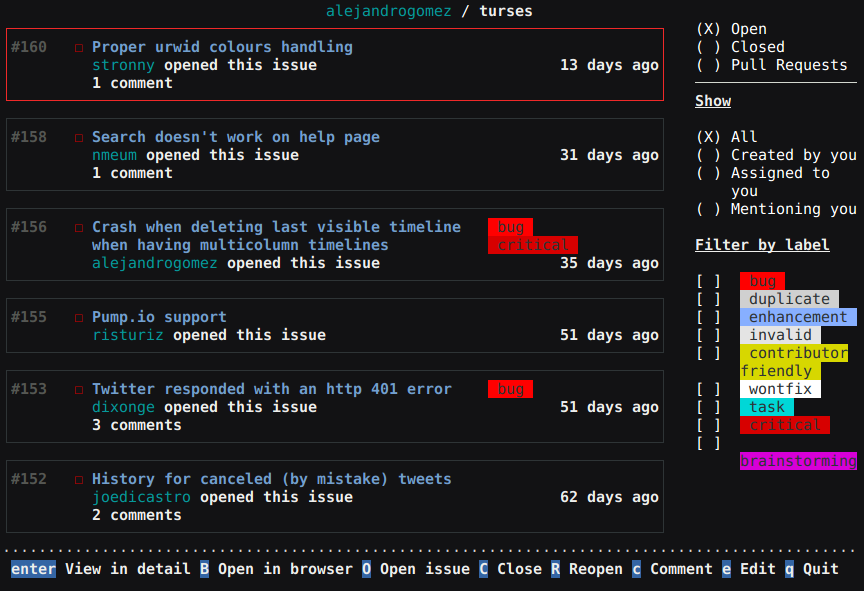 alejandrogomez / turses
#160 □ Proper urwid colours handling
stronny opened this issue 13 days ago
1 comment
#158 □ Search doesn't work on help page
nmeum opened this issue 31 days ago
1 comment
#156 □ Crash when deleting last visible timeline bug
when having multicolumn timelines critical
alejandrogomez opened this issue 35 days ago
#155 □ Pump.io support
risturiz opened this issue 51 days ago
#153 □ Twitter responded with an http 401 error bug
dixonge opened this issue 51 days ago
3 comments
#152 □ History for canceled (by mistake) tweets
joedicastro opened this issue 62 days ago
2 comments
(X) Open
( ) Closed
( ) Pull Requests
Show
(X) All
( ) Created by you
( ) Assigned to
you
( ) Mentioning you
Filter by label
[ ] bug
[ ] duplicate
[ ] enhancement
[ ] invalid
[ ] contributor
friendly
[ ] wontfix
[ ] task
[ ] critical
[ ]
brainstorming
enter View in detail B Open in browser O Open issue C Close R Reopen c Comment e Edit q Quit